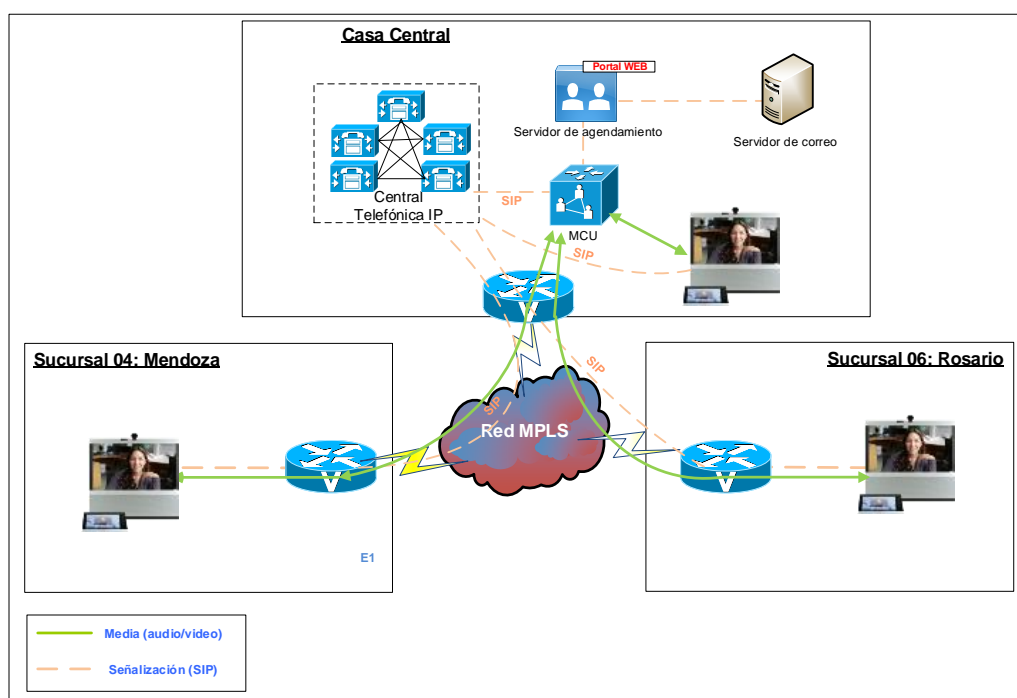 Casa Central
Portal WEB
Servidor de agendamiento
Servidor de correo
Central
Telefónica IP
SIP
MCU
SIP
V
Sucursal 04: Mendoza
Sucursal 06: Rosario
SIP
SIP
Red MPLS
V
V
E1
Media (audio/video)
Señalización (SIP)